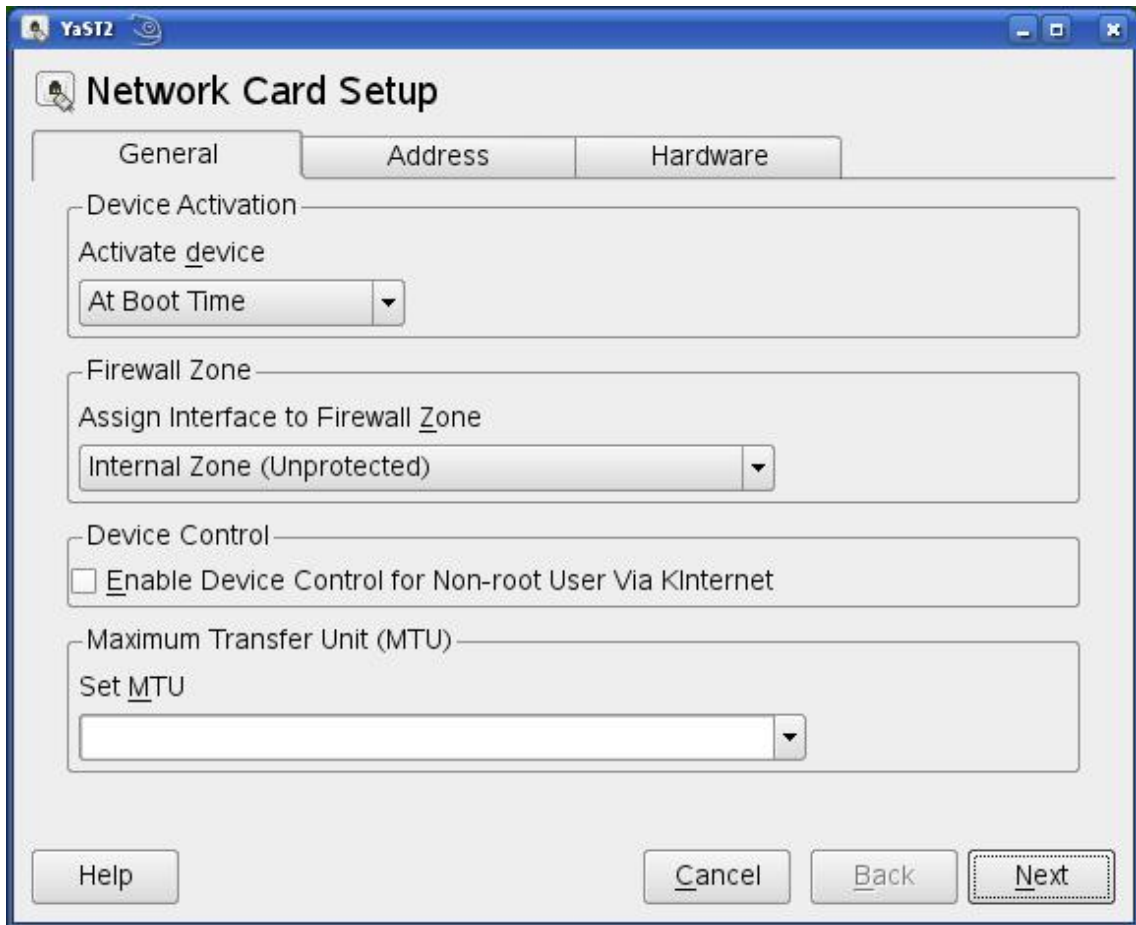 YaST2
Network Card Setup
General Address Hardware
Device Activation
Activate device
At Boot Time
Firewall Zone
Assign Interface to Firewall Zone
Internal Zone (Unprotected)
Device Control
Enable Device Control for Non-root User Via KInternet
Maximum Transfer Unit (MTU)
Set MTU
Help Cancel Back Next